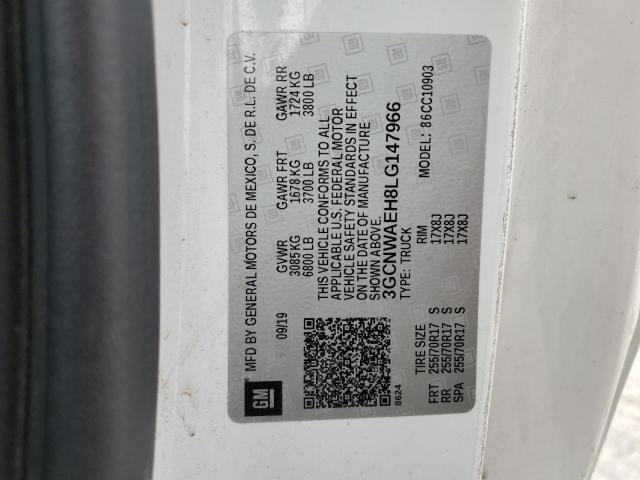 MFD BY GENERAL MOTORS DE MEXICO, S. DE R.L. DE C.V.
09/19 GVWR GAWR FRT GAWR RR
3085 KG 1678 KG 1724 KG
6800 LB 3700 LB 3800 LB
THIS VEHICLE CONFORMS TO ALL
APPLICABLE U.S. FEDERAL MOTOR
VEHICLE SAFETY STANDARDS IN EFFECT
ON THE DATE OF MANUFACTURE
SHOWN ABOVE.
3GCNWAEH8LG147966
TYPE: TRUCK MODEL: 86CC10903
GM
8624
TIRE SIZE RIM
FRT 255/70R17 S 17X8J
RR 255/70R17 S 17X8J
SPA 255/70R17 S 17X8J